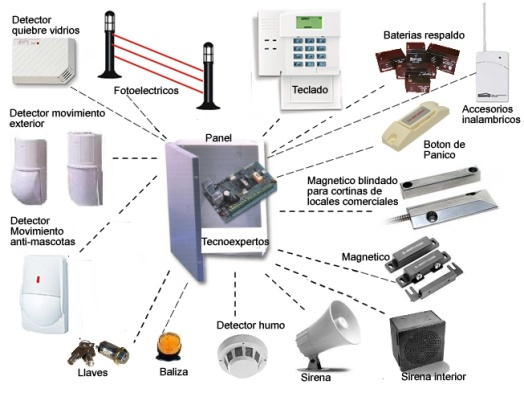 Detector
quiebre vidrios
Fotoelectricos
Teclado
Baterias respaldo
Accesorios
inalambricos
Detector movimiento
exterior
Panel
Boton de
Panico
Magnetico blindado
para cortinas de
locales comerciales
Detector
Movimiento
anti-mascotas
Tecnoexpertos
Magnetico
Llaves
Baliza
Detector humo
Sirena
Sirena interior